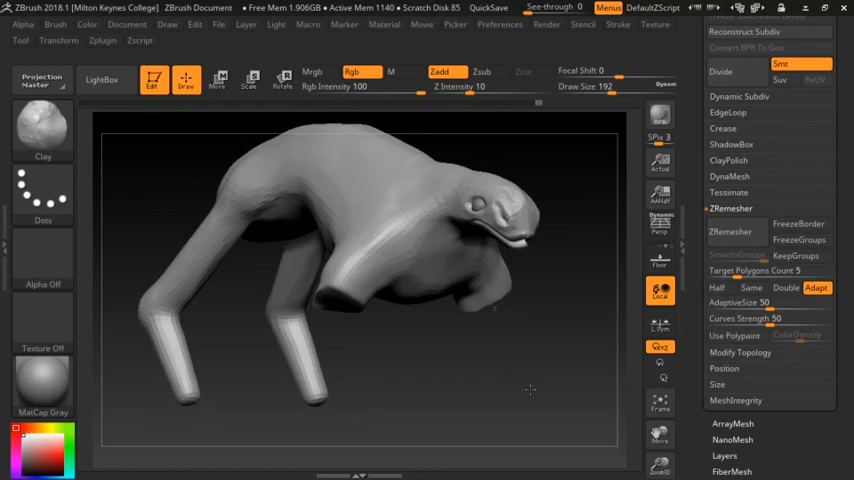 ZBrush 2018.1 [Milton Keynes College] • Free Mem 1.906GB • Active Mem 1140 • Scratch Disk 85 QuickSave See-through 0 Menus DefaultZScript
Alpha Brush Color Document Draw Edit File Layer Light Macro Marker Material Movie Picker Preferences Render Stencil Stroke Texture
Tool Transform Zplugin Zscript
Projection Master
LightBox
Edit
Draw
Move
Scale
Rotate
Mrgb Rgb M
Rgb Intensity 100
Zadd Zsub Zcut
Z Intensity 10
Focal Shift 0
Draw Size 192
Dynamic
Clay
Dots
Alpha Off
Texture Off
MatCap Gray
BPR
SPix 3
Actual
AAHalf
Dynamic
Persp
Floor
Local
L.Sym
XYZ
Frame
Move
Zoom3D
Freeze Subdivision Levels
Reconstruct Subdiv
Convert BPR To Geo
Divide
Smt
Suv ReUV
Dynamic Subdiv
EdgeLoop
Crease
ShadowBox
ClayPolish
DynaMesh
Tessimate
ZRemesher
ZRemesher
FreezeBorder
FreezeGroups
SmoothGroups KeepGroups
Target Polygons Count 5
Half Same Double Adapt
AdaptiveSize 50
Curves Strength 50
Use Polypaint ColorDensity
Modify Topology
Position
Size
MeshIntegrity
ArrayMesh
NanoMesh
Layers
FiberMesh